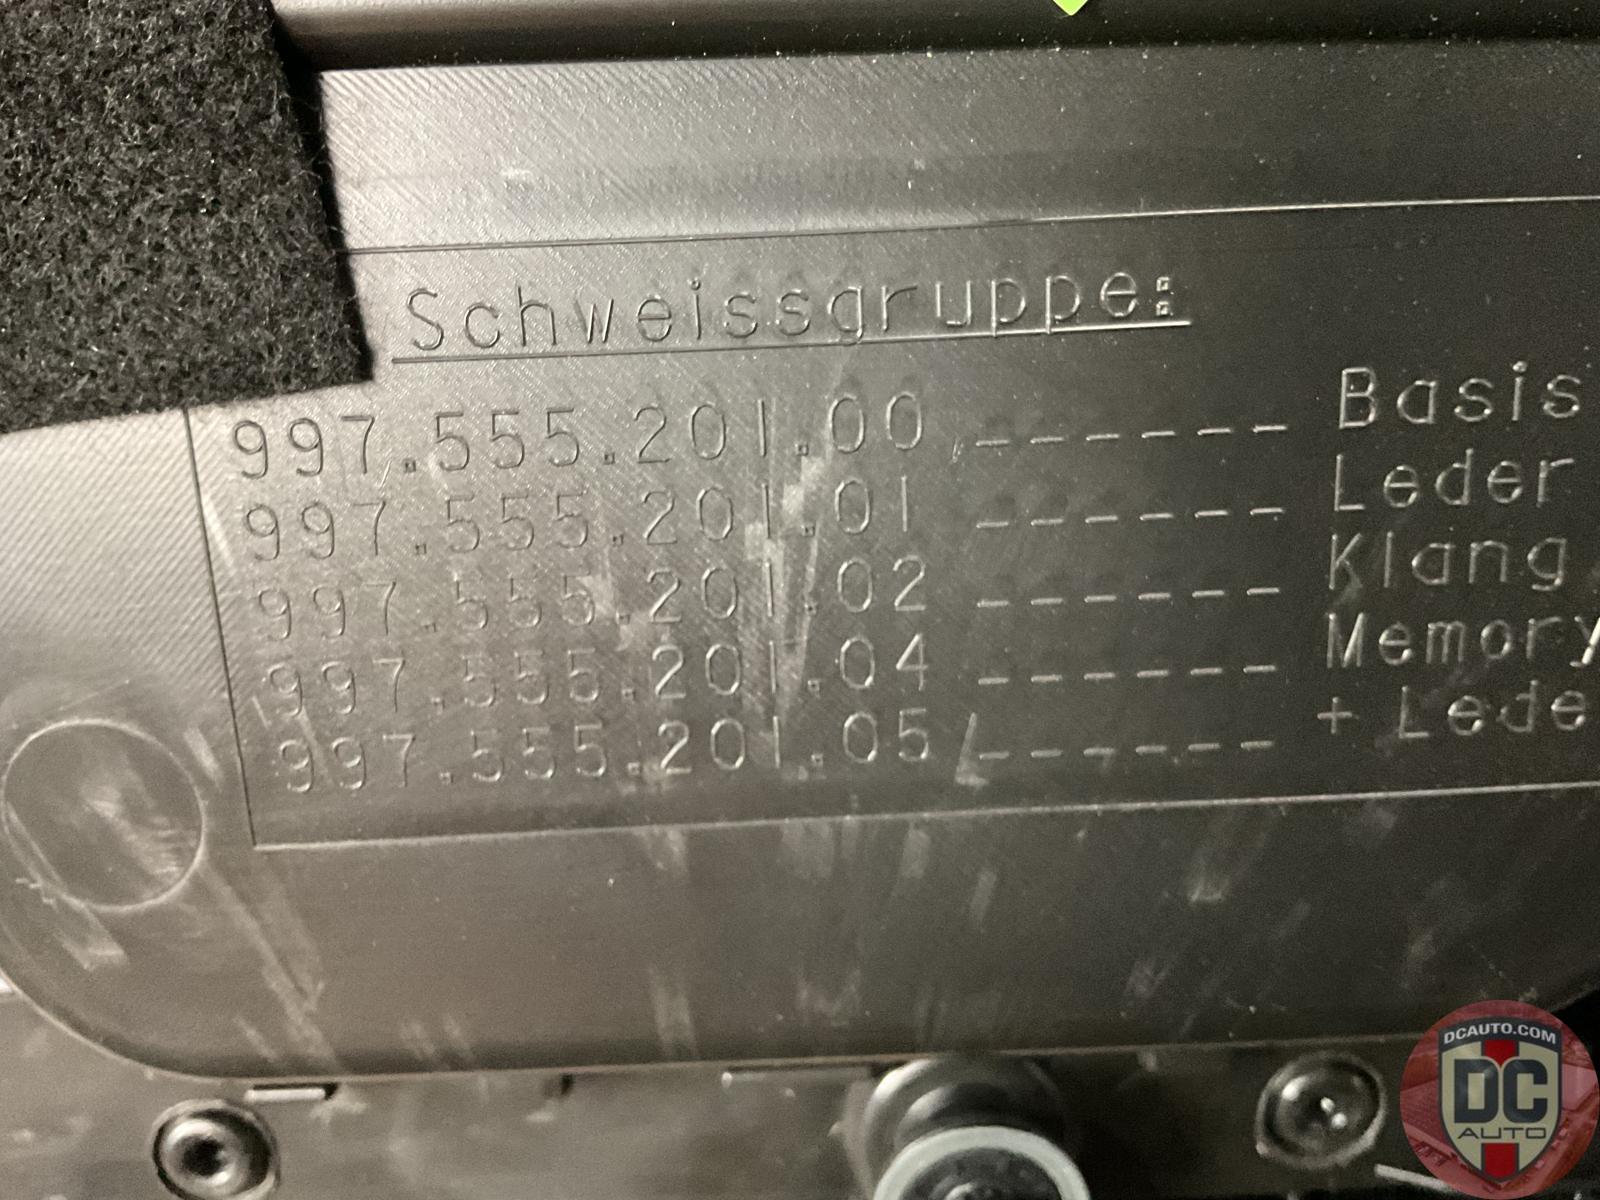 Schweissgruppe:
997.555.201.00 ------ Basis
997.555.201.01 ------ Leder
997.555.201.02 ------ Klang
997.555.201.04 ------ Memory
997.555.201.05 ------ + Lede
DCAUTO.COM
DC
AUTO